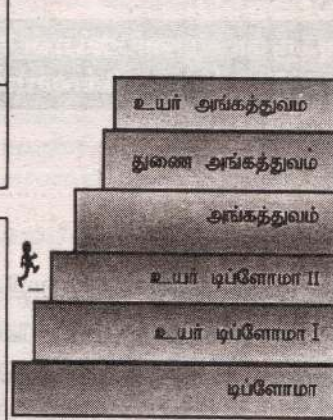 உயர் அங்கத்துவம
துணை அங்கத்துவம்
அங்கத்துவம்
உயர் டிப்ளோமா II
உயர் டிப்ளோமா I
டிப்ளோமா